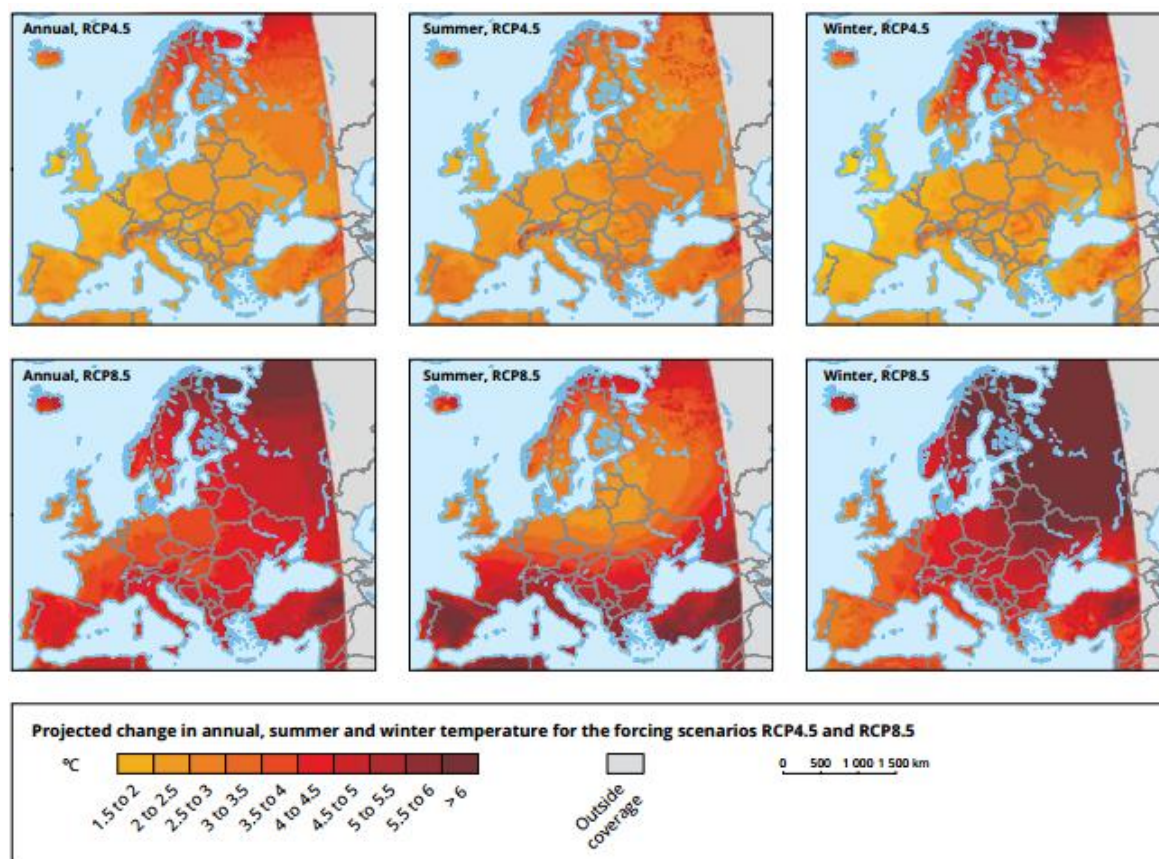 Annual, RCP4.5
Summer, RCP4.5
Winter, RCP4.5
Annual, RCP8.5
Summer, RCP8.5
Winter, RCP8.5
Projected change in annual, summer and winter temperature for the forcing scenarios RCP4.5 and RCP8.5
°C
1.5 to 2
2 to 2.5
2.5 to 3
3 to 3.5
3.5 to 4
4 to 4.5
4.5 to 5
5 to 5.5
5.5 to 6
> 6
Outside
coverage
0 500 1 000 1 500 km